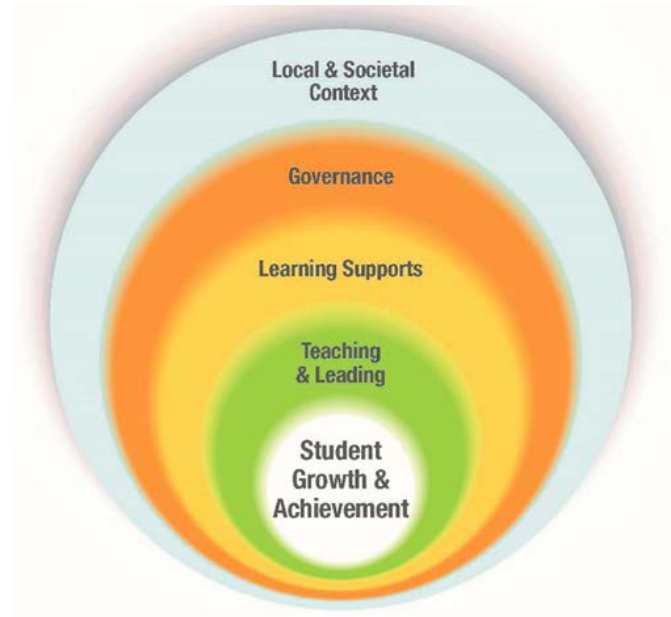 Local & Societal
Context
Governance
Learning Supports
Teaching
& Leading
Student
Growth &
Achievement